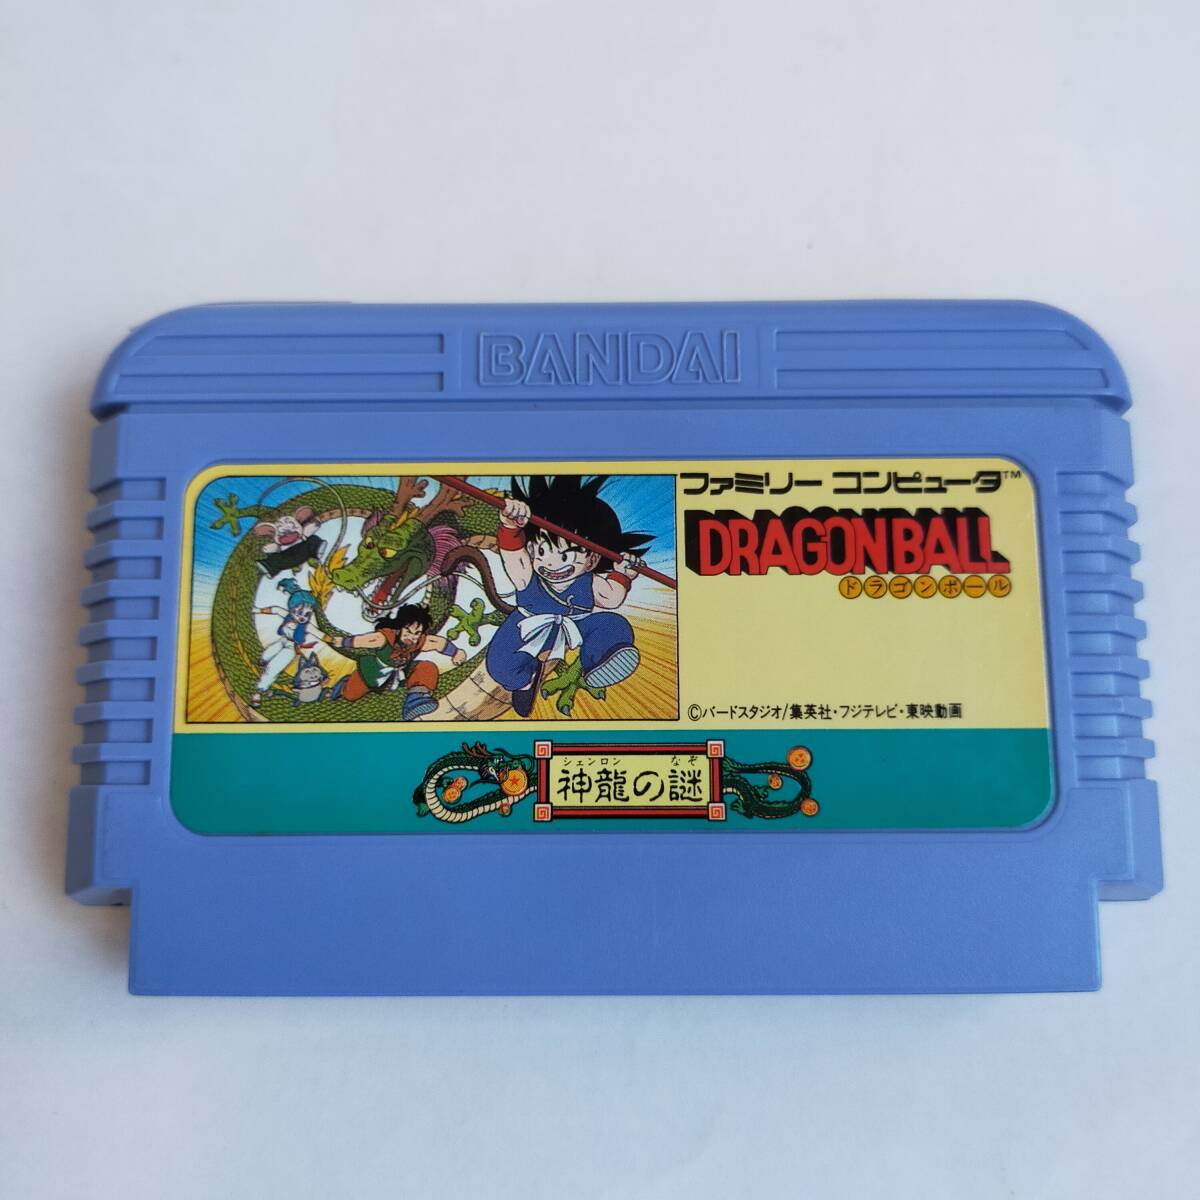 BANDAI
ファミリー コンピュータ™
DRAGON BALL
ドラゴンボール
©バードスタジオ/集英社・フジテレビ・東映動画
シェンロン なぞ
神龍の謎